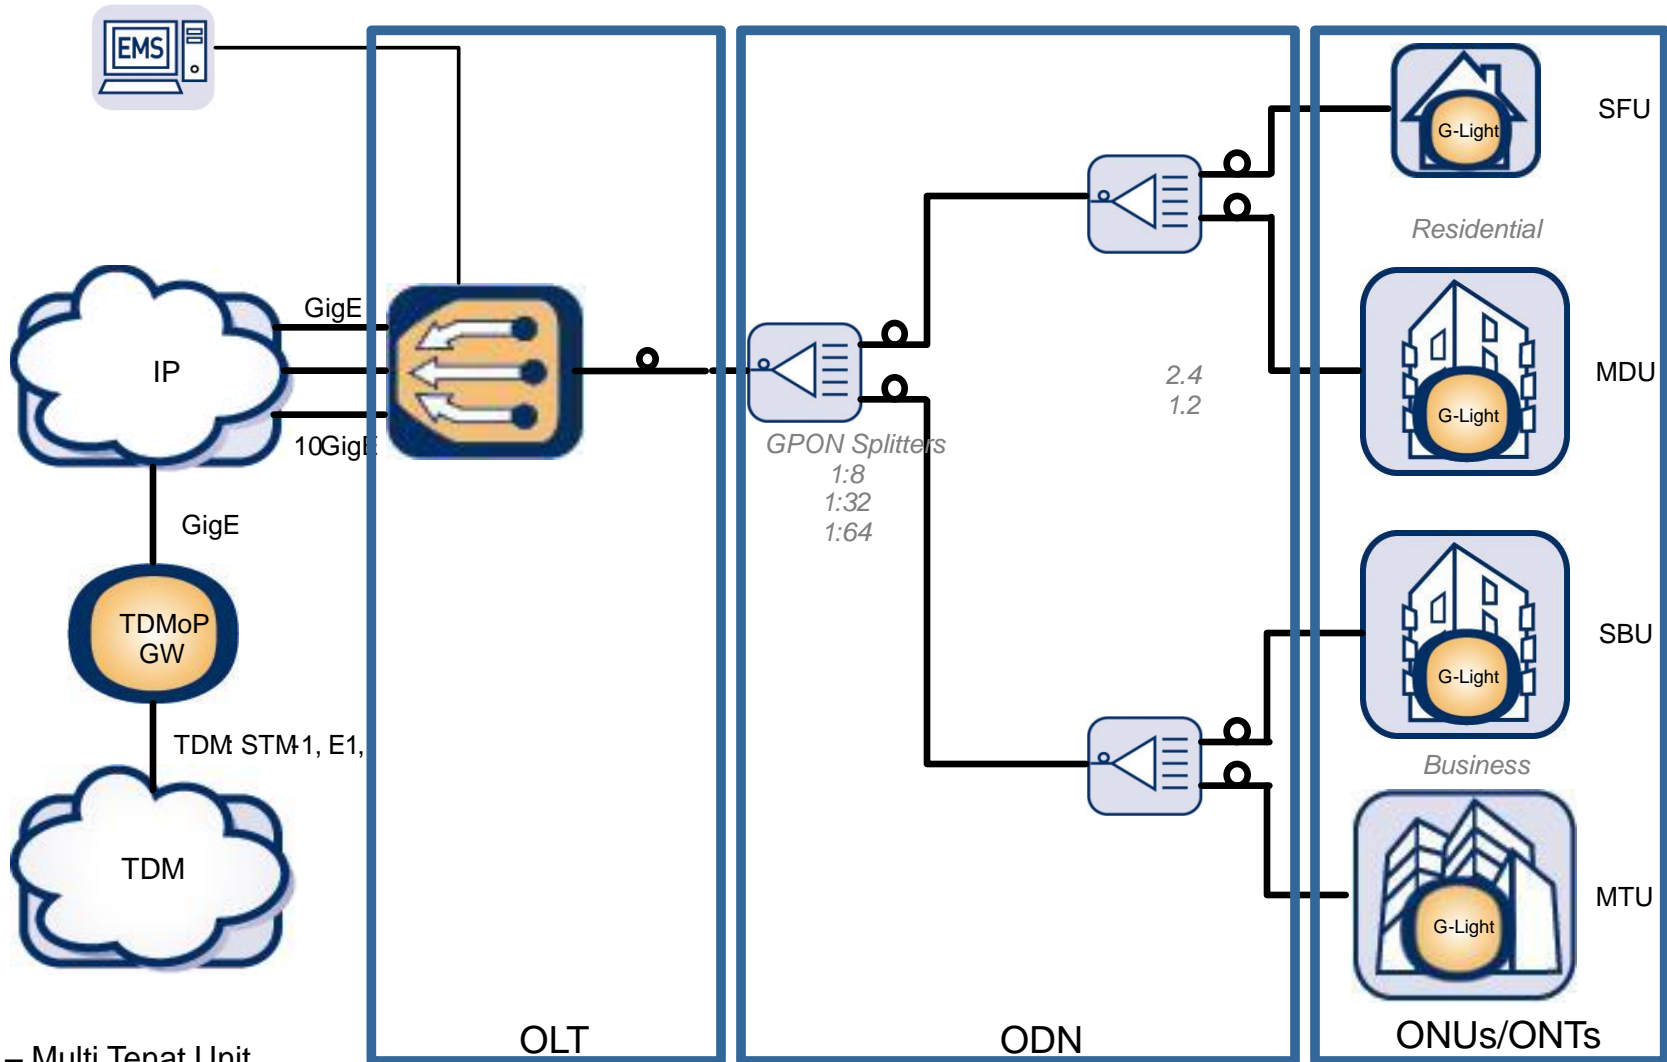 EMS
G-Light
SFU
Residential
GigE
IP
10GigE
G-Light
MDU
2.4
1.2
GPON Splitters
1:8
1:32
1:64
GigE
TDMoP
GW
G-Light
SBU
TDM: STM-1, E1,
Business
TDM
G-Light
MTU
OLT
ODN
ONUs/ONTs
– Multi Tenat Unit